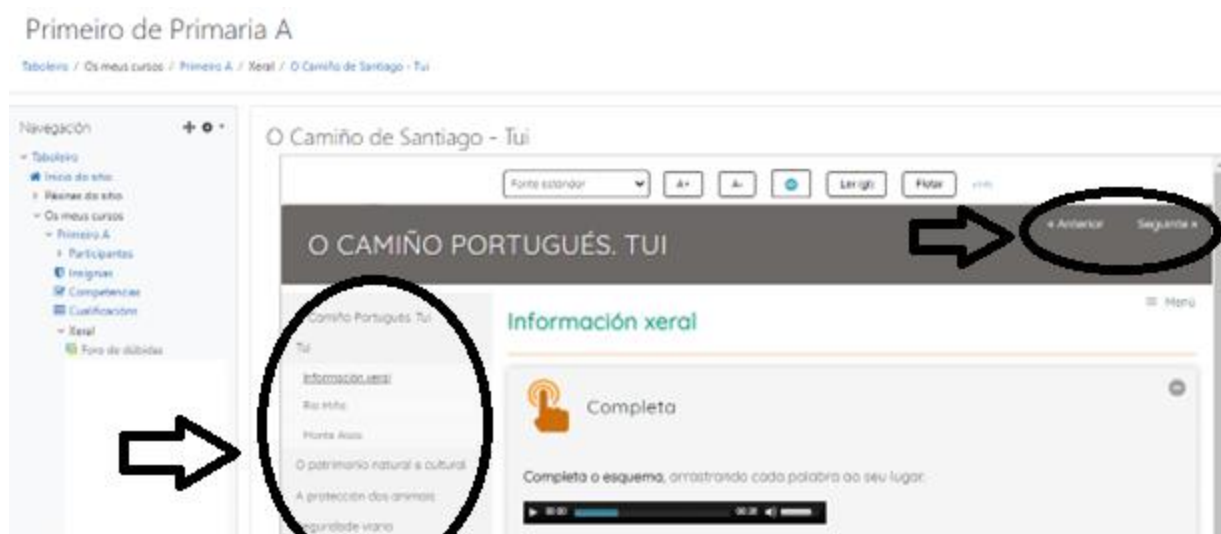 Primeiro de Primaria A
Taboleiro / Os meus cursos / Primeiro A / Xeral / O Camiño de Santiago - Tui
Navegación
Taboleiro
Inicio do sitio
Páxinas do sitio
Os meus cursos
Primeiro A
Participantes
Insignias
Competencias
Cualificacións
Xeral
Foro de dúbidas
O Camiño de Santiago - Tui
Fonte estándar
A+
A-
Ler (gl)
Flotar
« Anterior
Seguinte »
O CAMIÑO PORTUGUÉS. TUI
Camiño Portugués. Tui
Tui
Información xeral
Río Miño
Monte Aloia
O patrimonio natural e cultural
A protección dos animais
Seguridade viaria
Menú
Información xeral
Completa
Completa o esquema, arrastrando cada palabra ao seu lugar.
00:00